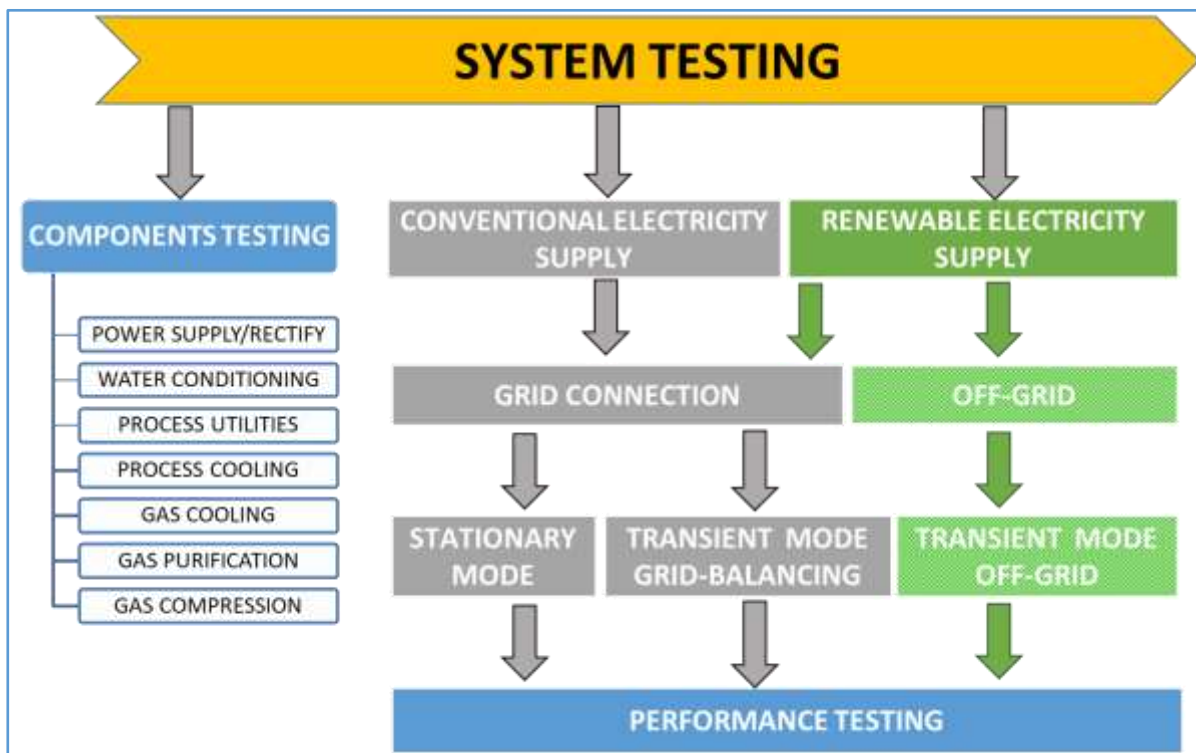 SYSTEM TESTING
COMPONENTS TESTING
POWER SUPPLY/RECTIFY
WATER CONDITIONING
PROCESS UTILITIES
PROCESS COOLING
GAS COOLING
GAS PURIFICATION
GAS COMPRESSION
CONVENTIONAL ELECTRICITY
SUPPLY
RENEWABLE ELECTRICITY
SUPPLY
GRID CONNECTION
OFF-GRID
STATIONARY
MODE
TRANSIENT MODE
GRID-BALANCING
TRANSIENT MODE
OFF-GRID
PERFORMANCE TESTING